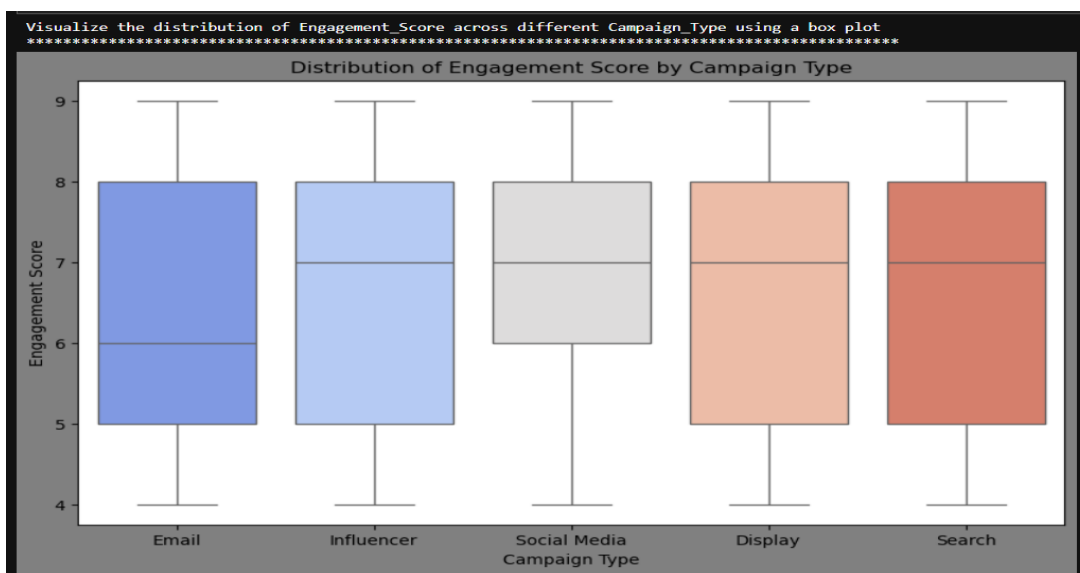 Visualize the distribution of Engagement_Score across different Campaign_Type using a box plot
************************************************************************************************
Distribution of Engagement Score by Campaign Type
9
8
7
6
5
4
Engagement Score
Email Influencer Social Media Display Search
Campaign Type